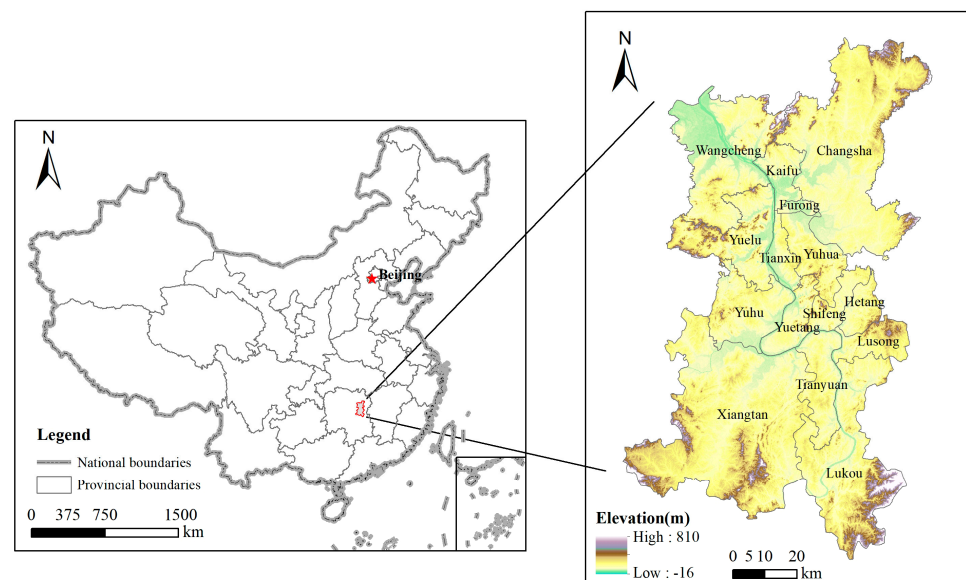 N
Beijing
Legend
National boundaries
Provincial boundaries
0 375 750 1500
km
N
Wangcheng
Changsha
Kaifu
Furong
Yuelu
Tianxin
Yuhua
Hetang
Yuhu
Shifeng
Yuetang
Lusong
Tianyuan
Xiangtan
Lukou
Elevation(m)
High : 810
Low : -16
0 5 10 20
km